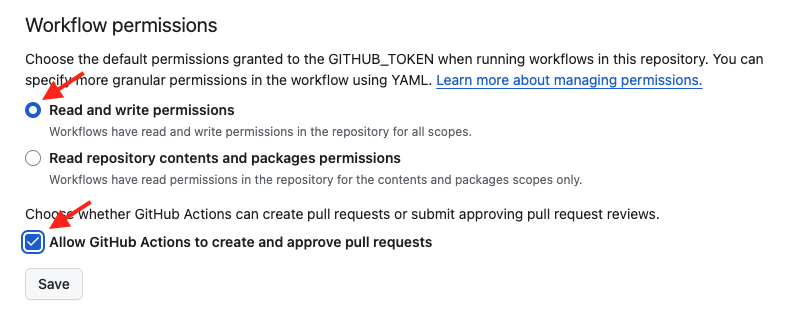 Workflow permissions
Choose the default permissions granted to the GITHUB_TOKEN when running workflows in this repository. You can
specify more granular permissions in the workflow using YAML. Learn more about managing permissions.
Read and write permissions
Workflows have read and write permissions in the repository for all scopes.
Read repository contents and packages permissions
Workflows have read permissions in the repository for the contents and packages scopes only.
Choose whether GitHub Actions can create pull requests or submit approving pull request reviews.
Allow GitHub Actions to create and approve pull requests
Save